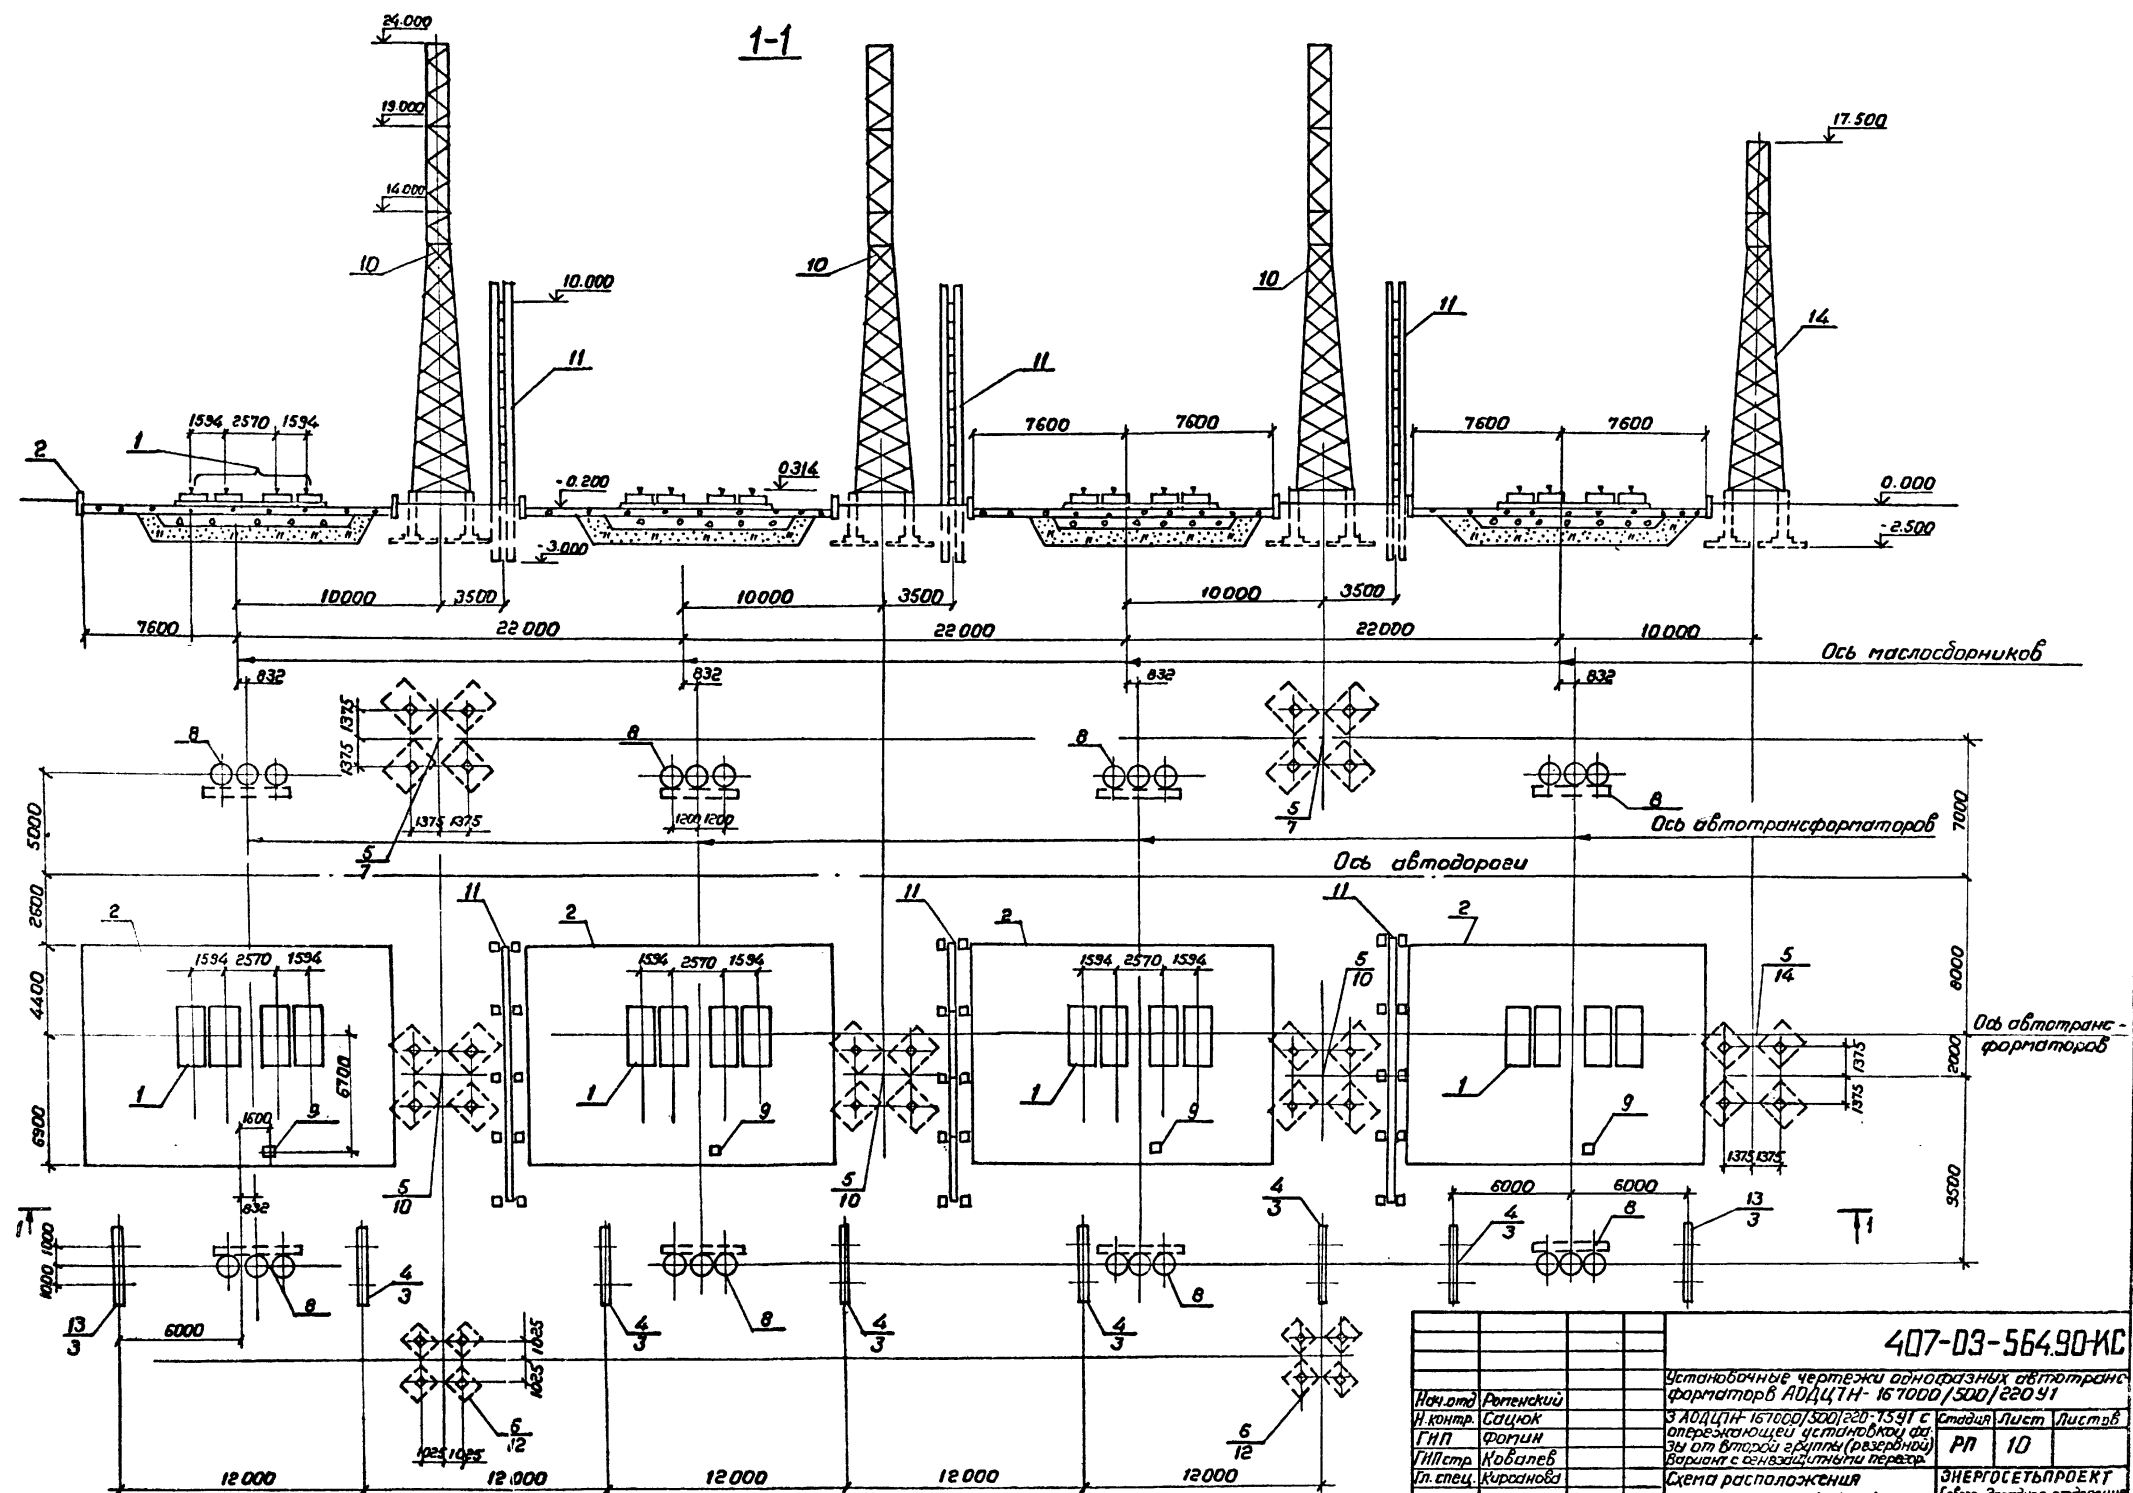 1-1
24.000
19.000
14.000
10
10.000
11
10
11
10
11
17.500
14
1594 2570 1594
1
2
-0.200
0.314
-3.000
7600 7600
7600 7600
0.000
-2.500
10000 3500
10000 3500
10000 3500
7600 22000 22000 22000 10000
Ось маслосборников
832 832 832
1375
1375
8 8 8 8
1375 1375
1200 1200
5
7
5
7
5000
7000
Ось автотрансформаторов
Ось автодороги
2600
2 11 2 11 2 11 2
1594 2570 1594
1594 2570 1594
1594 2570 1594
5
10
5
14
4400
8000
Ось автотранс-
форматоров
1 1 1 1
6700
1600
9 9 9 9
2000
1375
1375
1375 1375
6900
9500
832
5
10
5
10
6000 6000
1 1
1000
1000
13
3
4
3
4
3
4
3
4
3
4
3
4
3
13
3
8 8 8 8
6000
1025
1025
1025 1025
6
12
6
12
12000 12000 12000 12000 12000
407-03-564.90-КС
Установочные чертежи однофазных автотранс-
форматоров АОДЦТН-167000/500/220 У1
Нач.отд Роменский
Н.контр. Сацюк
ГИП Фомин
ГИПстр Ковалев
Гл. спец. Кирсанова
3 АОДЦТН-167000/500/220-75У1 с
опережающей установкой фа-
зы от второй группы (резервной)
Вариант с огнезащитными перегор.
Стадия Лист Листов
РП 10
Схема расположения
ЭНЕРГОСЕТЬПРОЕКТ